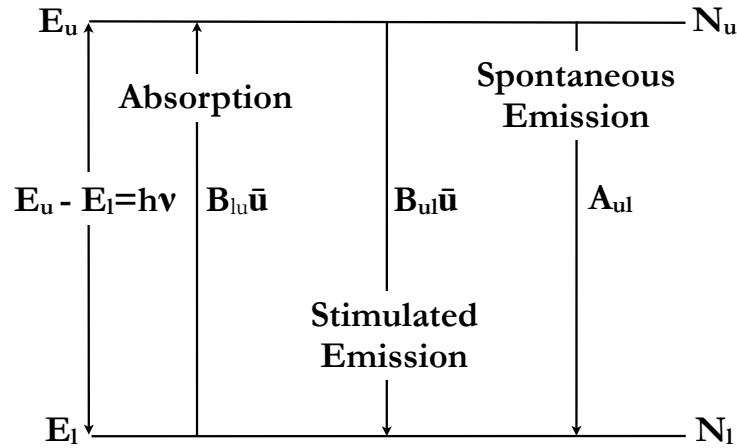 Eᵤ
Nᵤ
Absorption
Spontaneous
Emission
Eᵤ - Eₗ=hν
Bₗᵤū
Bᵤₗū
Aᵤₗ
Stimulated
Emission
Eₗ
Nₗ